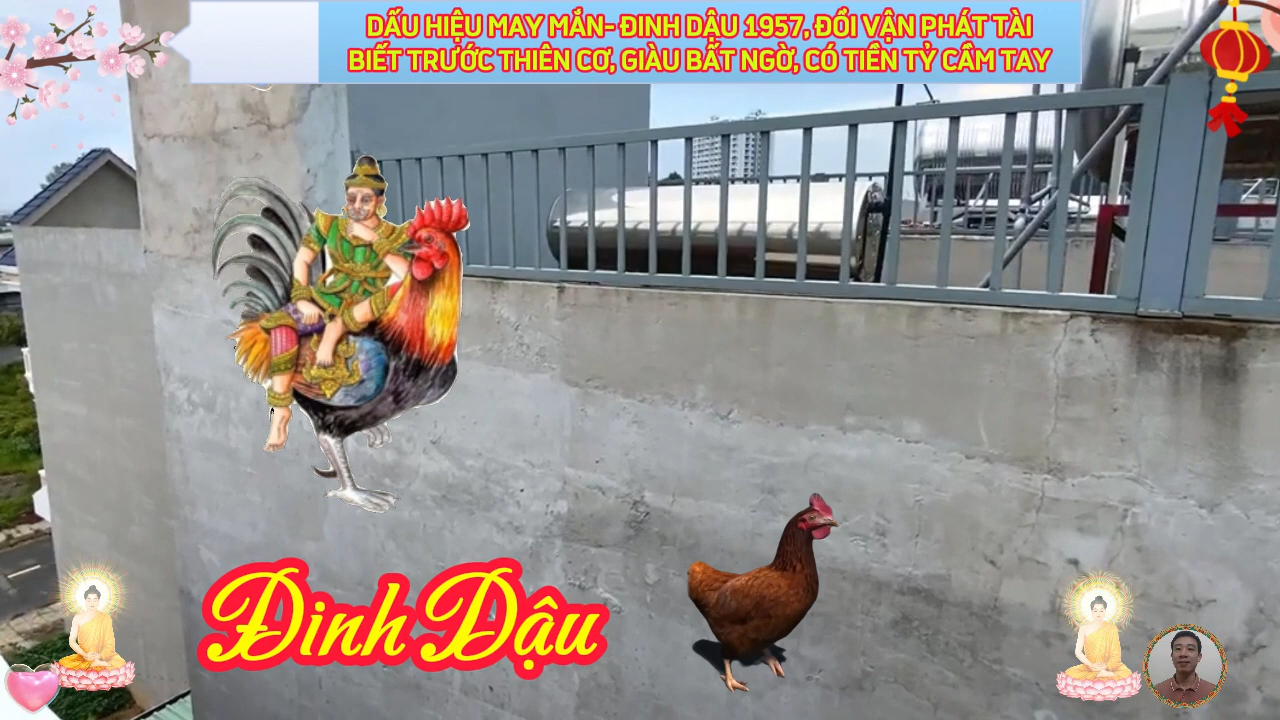 DẤU HIỆU MAY MẮN- ĐINH DẬU 1957, ĐỔI VẬN PHÁT TÀI
BIẾT TRƯỚC THIÊN CƠ, GIÀU BẤT NGỜ, CÓ TIỀN TỶ CẦM TAY
Đinh Dậu